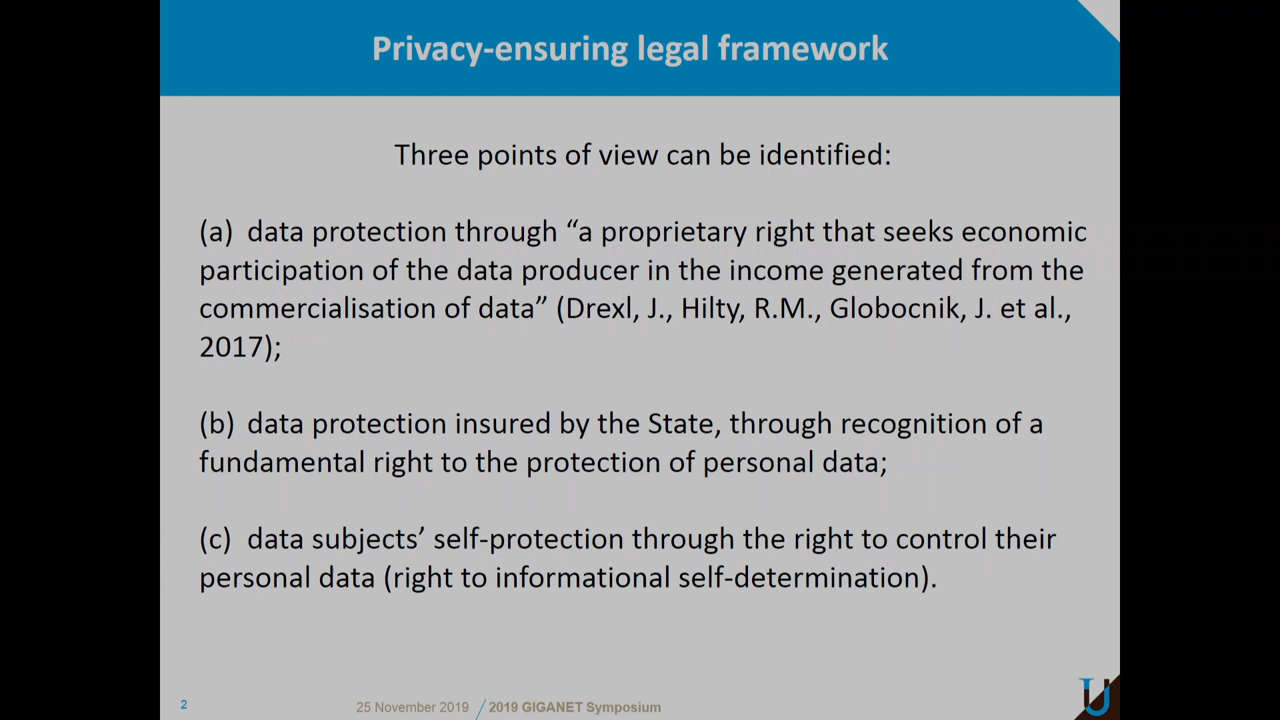 Privacy-ensuring legal framework
Three points of view can be identified:
(a) data protection through “a proprietary right that seeks economic
participation of the data producer in the income generated from the
commercialisation of data” (Drexl, J., Hilty, R.M., Globocnik, J. et al.,
2017);
(b) data protection insured by the State, through recognition of a
fundamental right to the protection of personal data;
(c) data subjects’ self-protection through the right to control their
personal data (right to informational self-determination).
2
25 November 2019 / 2019 GIGANET Symposium
U